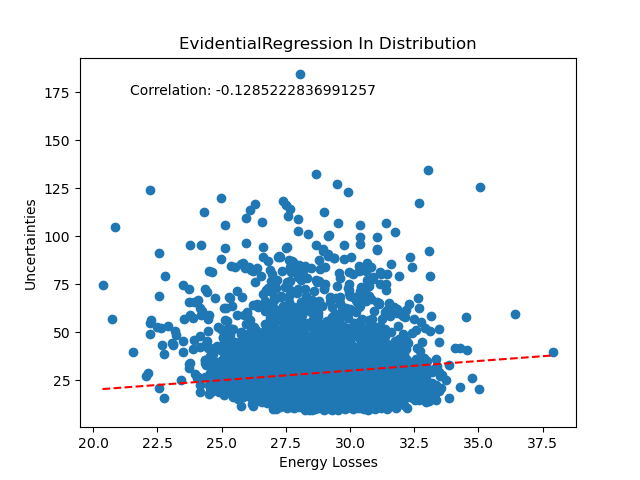 EvidentialRegression In Distribution
Correlation: -0.1285222836991257
Uncertainties
175
150
125
100
75
50
25
20.0 22.5 25.0 27.5 30.0 32.5 35.0 37.5
Energy Losses